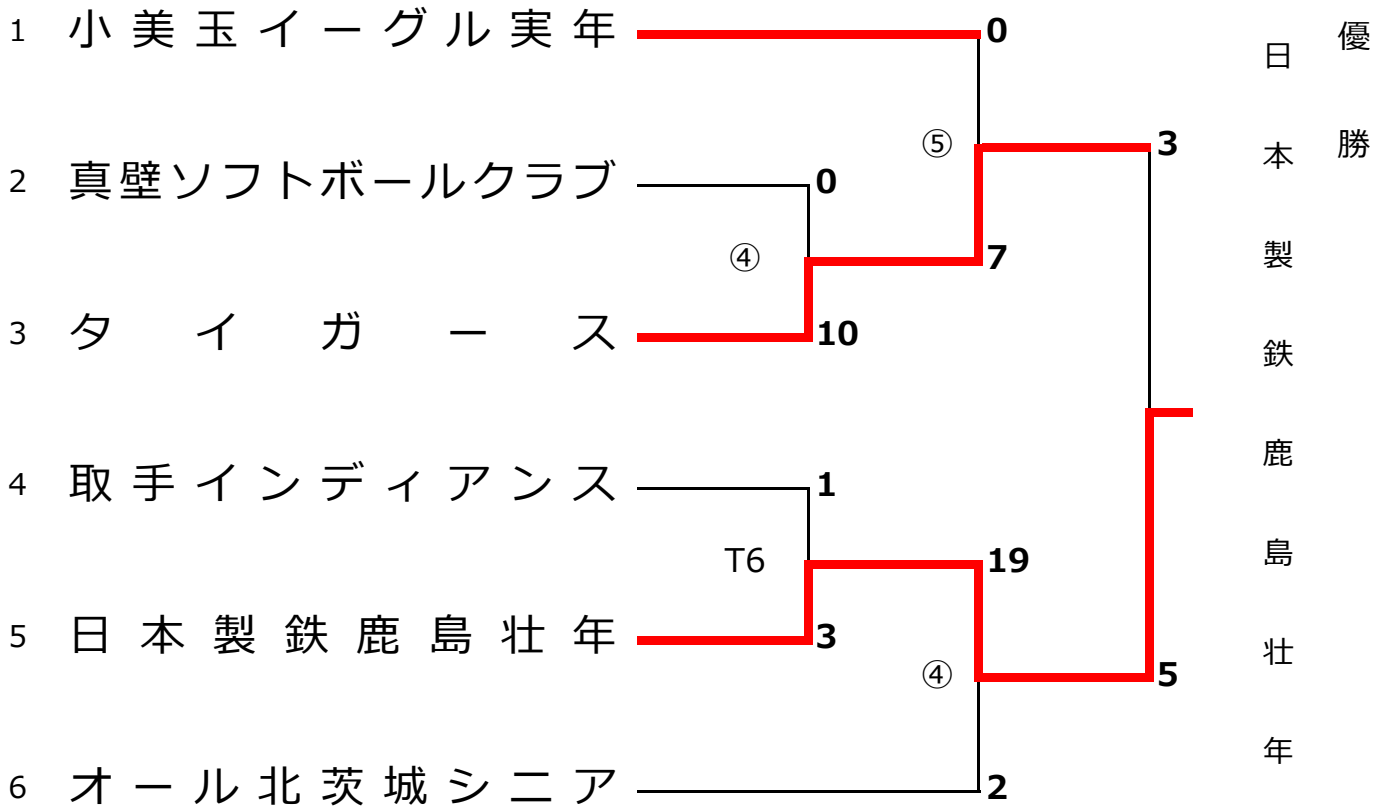 1 小美玉イーグル実年 0
⑤ 3
2 真壁ソフトボールクラブ 0
④ 7
3 タイガース 10
4 取手インディアンス 1
T6 19
5 日本製鉄鹿島壮年 3
④ 5
6 オール北茨城シニア 2
優勝
日本製鉄鹿島壮年